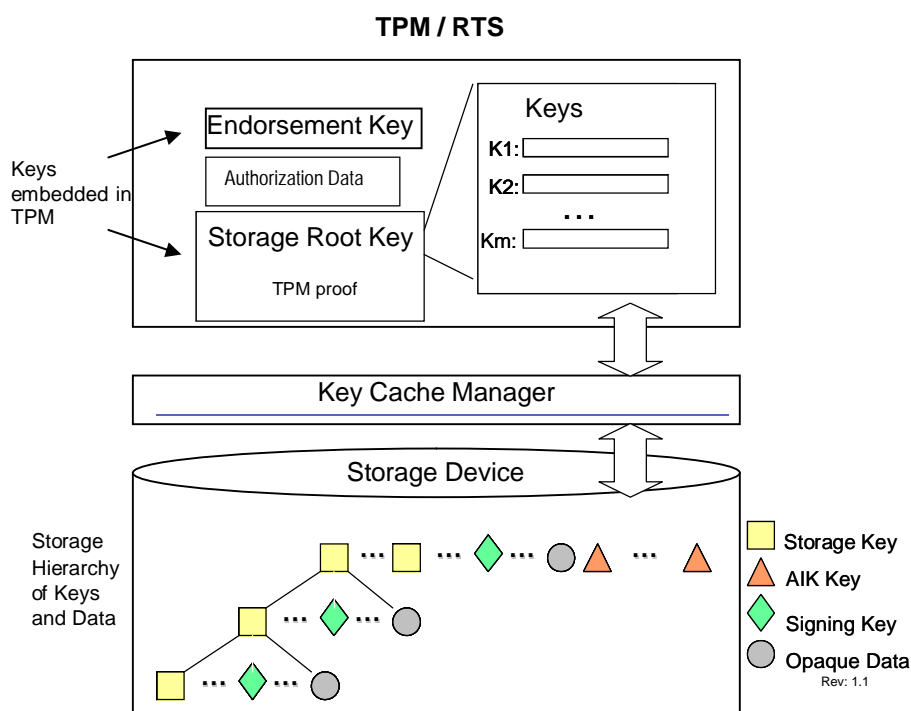 TPM / RTS
Endorsement Key
Authorization Data
Storage Root Key
TPM proof
Keys
K1:
K2:
...
Km:
Keys
embedded in
TPM
Key Cache Manager
Storage Device
Storage
Hierarchy
of Keys
and Data
... ... ... ...
... ...
... ...
Storage Key
AIK Key
Signing Key
Opaque Data
Rev: 1.1